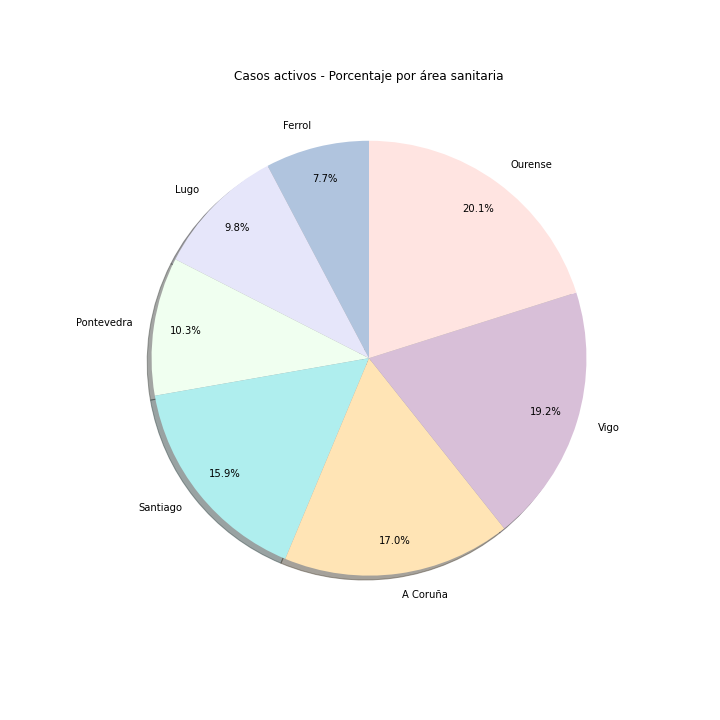 Casos activos - Porcentaje por área sanitaria
Ferrol
7.7%
Ourense
20.1%
Lugo
9.8%
Pontevedra
10.3%
Vigo
19.2%
Santiago
15.9%
A Coruña
17.0%